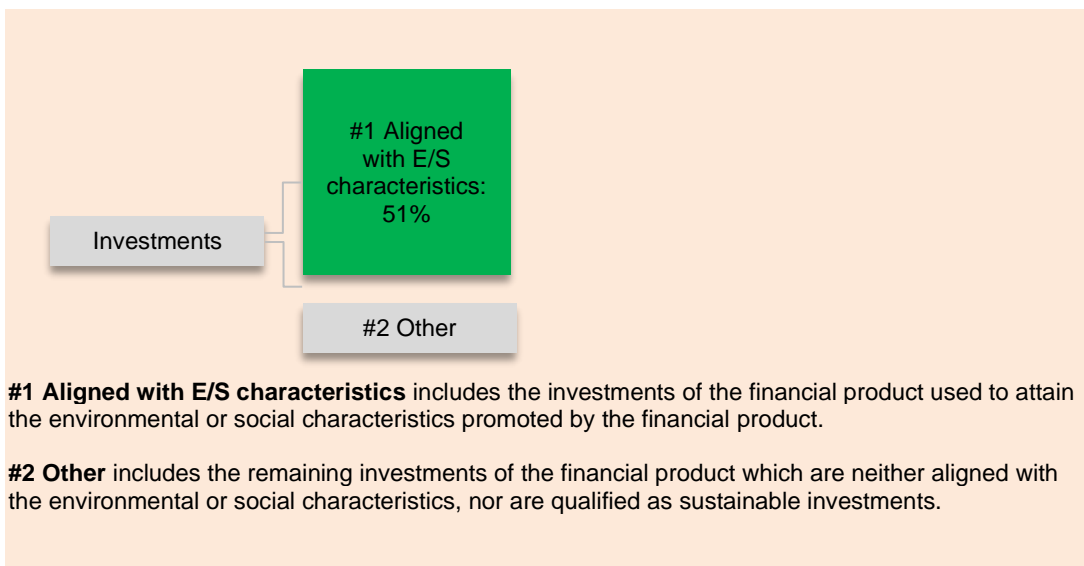 #1 Aligned
with E/S
characteristics:
51%
Investments
#2 Other
#1 Aligned with E/S characteristics includes the investments of the financial product used to attain
the environmental or social characteristics promoted by the financial product.
#2 Other includes the remaining investments of the financial product which are neither aligned with
the environmental or social characteristics, nor are qualified as sustainable investments.